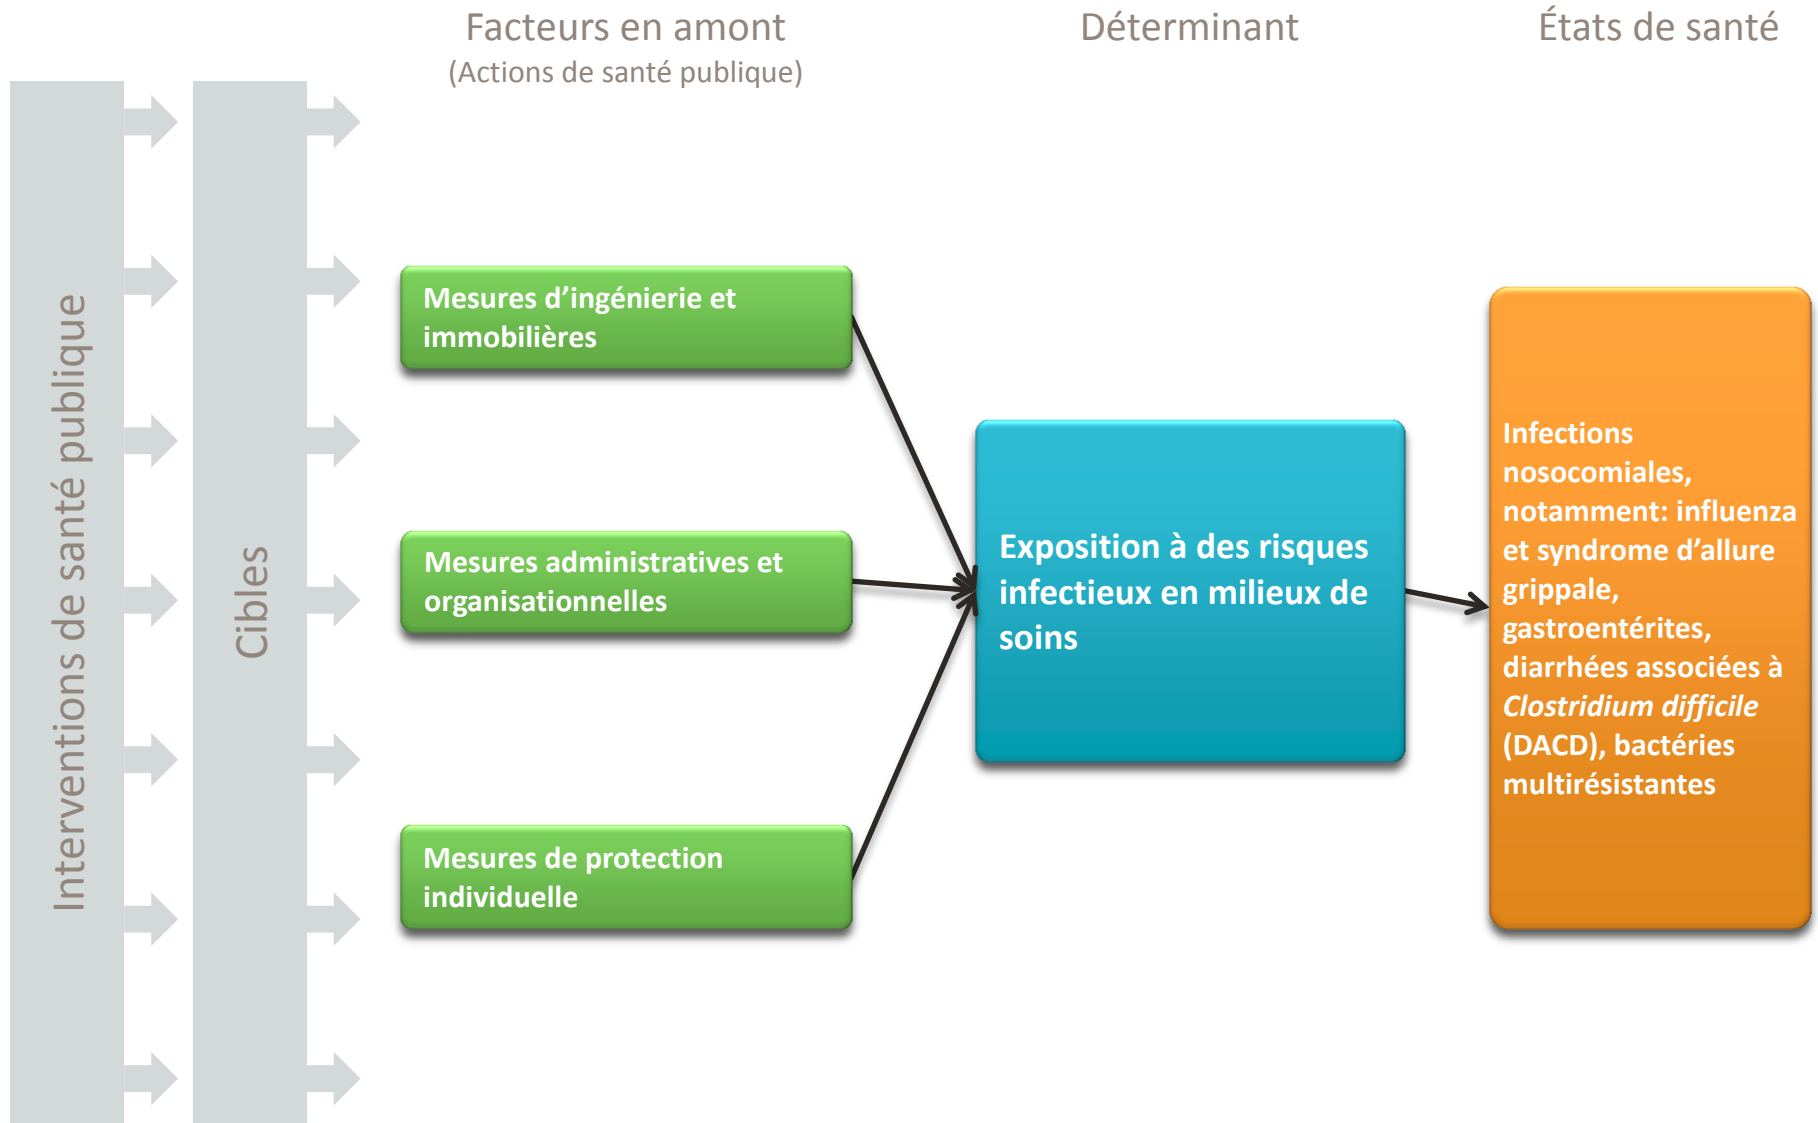 Facteurs en amont
(Actions de santé publique)
Déterminant
États de santé
Interventions de santé publique
Cibles
Mesures d’ingénierie et
immobilières
Mesures administratives et
organisationnelles
Mesures de protection
individuelle
Exposition à des risques
infectieux en milieux de
soins
Infections
nosocomiales,
notamment: influenza
et syndrome d’allure
grippale,
gastroentérites,
diarrhées associées à
Clostridium difficile
(DACD), bactéries
multirésistantes